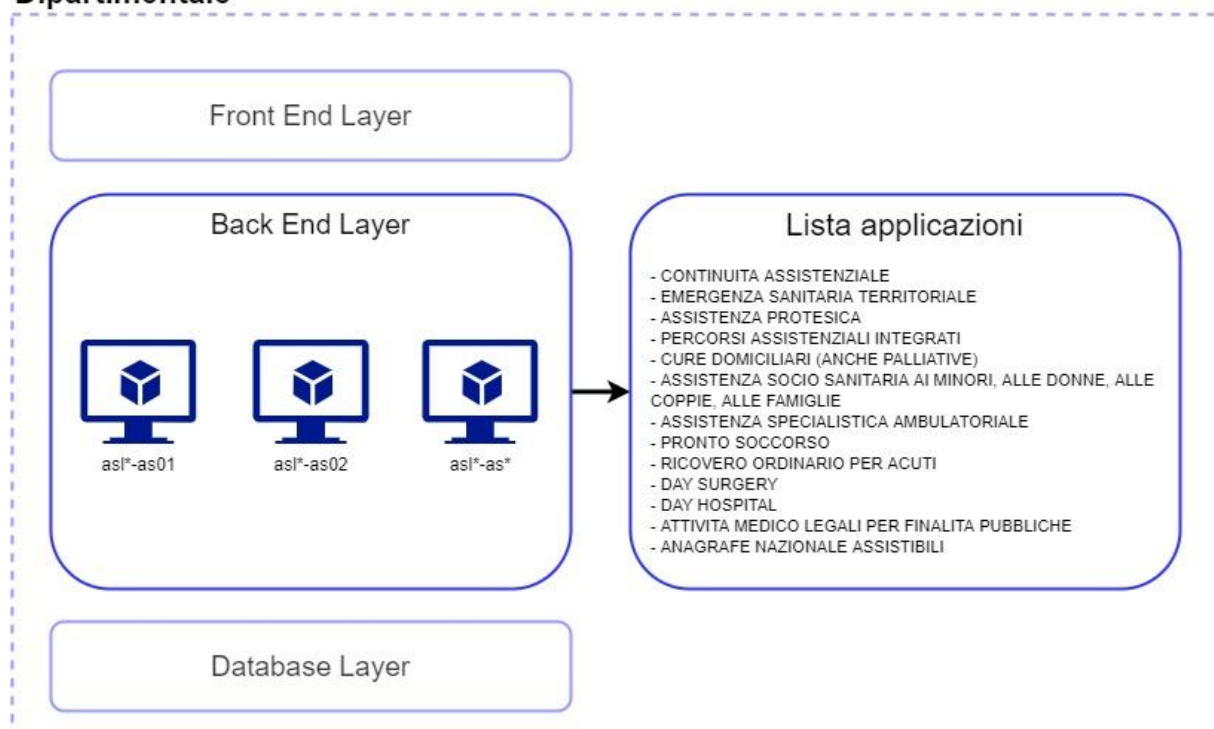 Dipartimentale
Front End Layer
Back End Layer
asl*-as01
asl*-as02
asl*-as*
Lista applicazioni
- CONTINUITA ASSISTENZIALE
- EMERGENZA SANITARIA TERRITORIALE
- ASSISTENZA PROTESICA
- PERCORSI ASSISTENZIALI INTEGRATI
- CURE DOMICILIARI (ANCHE PALLIATIVE)
- ASSISTENZA SOCIO SANITARIA AI MINORI, ALLE DONNE, ALLE
COPPIE, ALLE FAMIGLIE
- ASSISTENZA SPECIALISTICA AMBULATORIALE
- PRONTO SOCCORSO
- RICOVERO ORDINARIO PER ACUTI
- DAY SURGERY
- DAY HOSPITAL
- ATTIVITA MEDICO LEGALI PER FINALITA PUBBLICHE
- ANAGRAFE NAZIONALE ASSISTIBILI
Database Layer